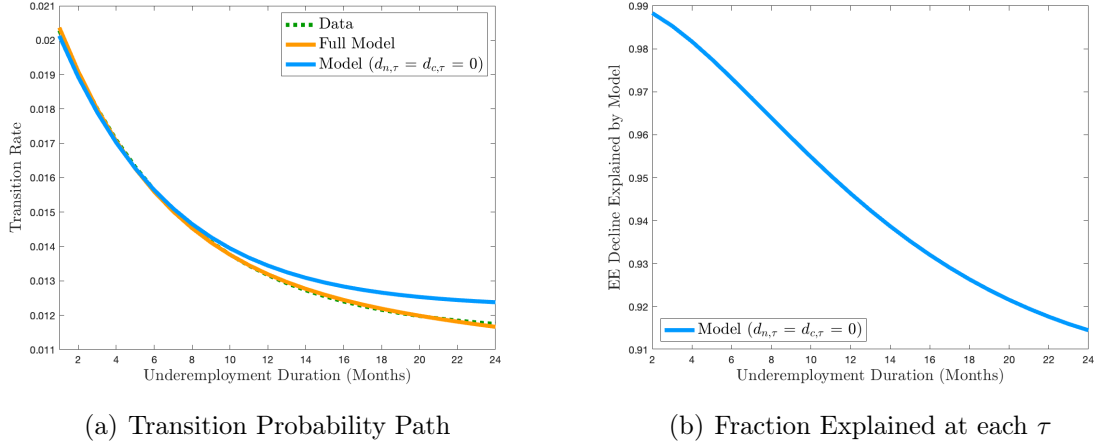 0.021
0.02
0.019
0.018
0.017
0.016
0.015
0.014
0.013
0.012
0.011
Transition Rate
Data
Full Model
Model (dn,τ = dc,τ = 0)
2 4 6 8 10 12 14 16 18 20 22 24
Underemployment Duration (Months)
(a) Transition Probability Path
0.99
0.98
0.97
0.96
0.95
0.94
0.93
0.92
0.91
EE Decline Explained by Model
Model (dn,τ = dc,τ = 0)
2 4 6 8 10 12 14 16 18 20 22 24
Underemployment Duration (Months)
(b) Fraction Explained at each τ